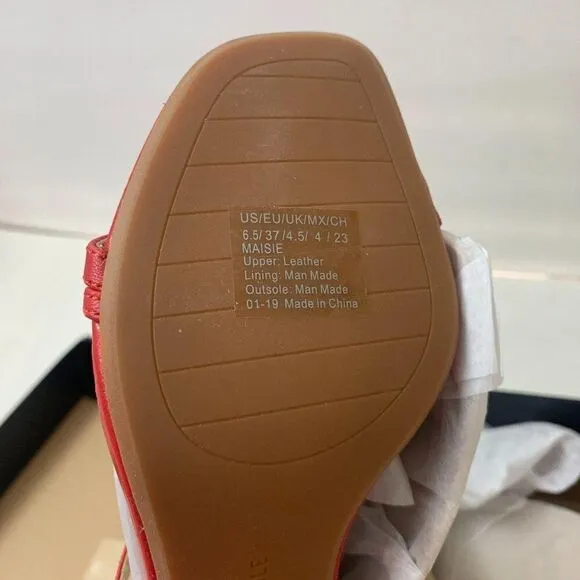 US/EU/UK/MX/CH
6.5/ 37 /4.5/ 4 / 23
MAISIE
Upper: Leather
Lining: Man Made
Outsole: Man Made
01-19 Made in China